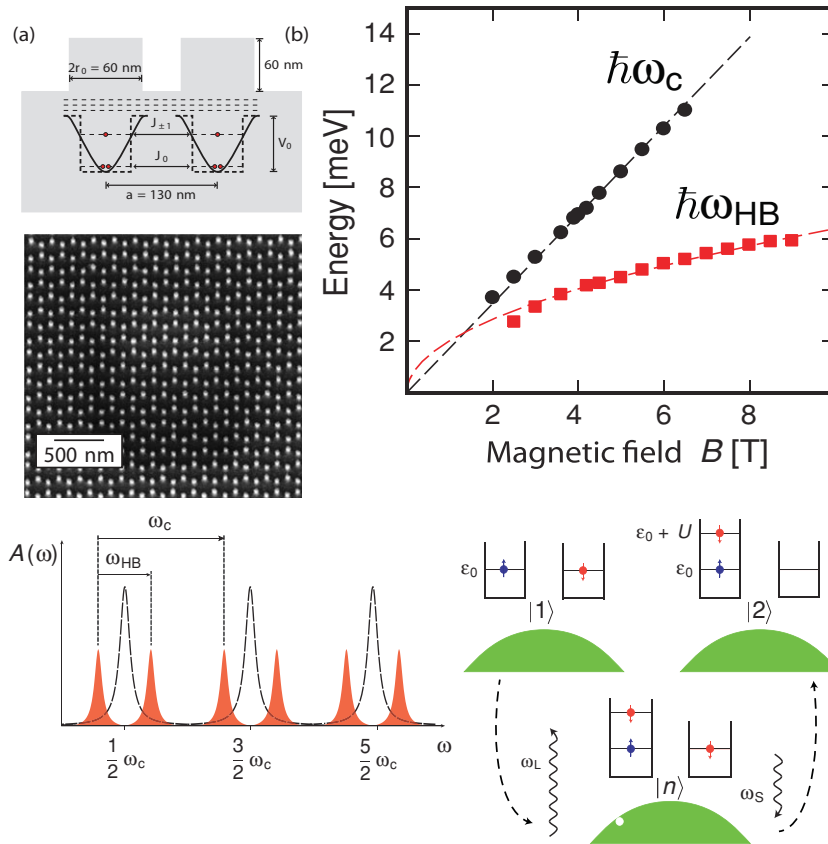 (a)
2r₀ = 60 nm
60 nm
J±1
V₀
J₀
a = 130 nm
500 nm
(b)
14
12
10
8
6
4
2
Energy [meV]
ħωc
ħωHB
2
4
6
8
Magnetic field B [T]
A(ω)
ωc
ωHB
1/2 ωc
3/2 ωc
5/2 ωc
ω
ε₀
|1⟩
ε₀ + U
ε₀
|2⟩
ωL
|n⟩
ωS